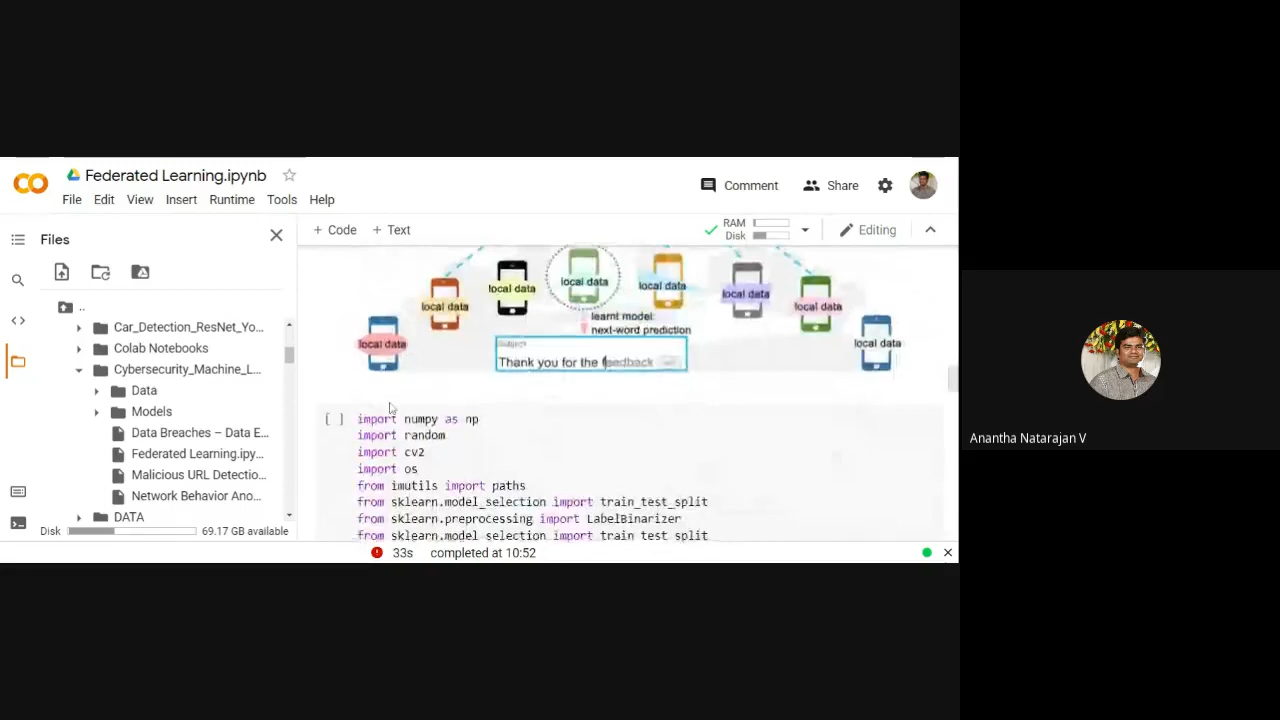 Federated Learning.ipynb
File Edit View Insert Runtime Tools Help
Comment
Share
Files
+ Code + Text
RAM
Disk
Editing
..
Car_Detection_ResNet_Yo...
Colab Notebooks
Cybersecurity_Machine_L...
Data
Models
Data Breaches – Data E...
Federated Learning.ipy...
Malicious URL Detectio...
Network Behavior Ano...
DATA
Disk 69.17 GB available
local data local data local data local data local data local data local data local data
learnt model:
next-word prediction
Subject
Thank you for the feedback
[ ] import numpy as np
import random
import cv2
import os
from imutils import paths
from sklearn.model_selection import train_test_split
from sklearn.preprocessing import LabelBinarizer
from sklearn.model_selection import train_test_split
33s completed at 10:52
Anantha Natarajan V